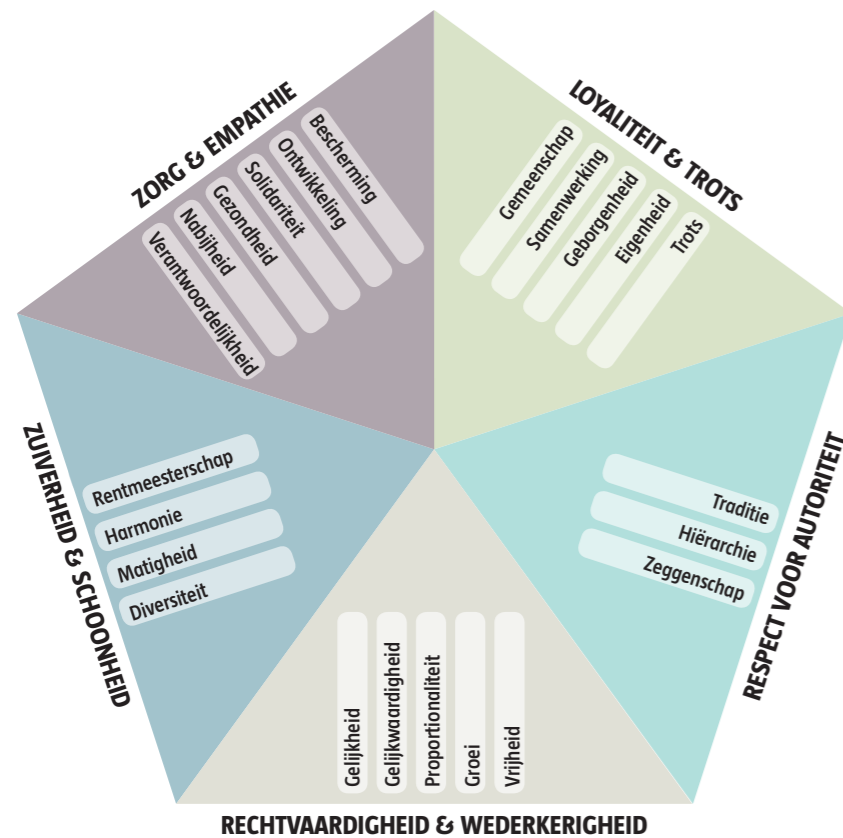 ZORG & EMPATHIE
Verantwoordelijkheid
Nabijheid
Gezondheid
Solidariteit
Ontwikkeling
Bescherming
LOYALITEIT & TROTS
Gemeenschap
Samenwerking
Geborgenheid
Eigenheid
Trots
ZUIVERHEID & SCHOONHEID
Rentmeesterschap
Harmonie
Matigheid
Diversiteit
RESPECT VOOR AUTORITEIT
Traditie
Hiërarchie
Zeggenschap
Gelijkheid
Gelijkwaardigheid
Proportionaliteit
Groei
Vrijheid
RECHTVAARDIGHEID & WEDERKERIGHEID